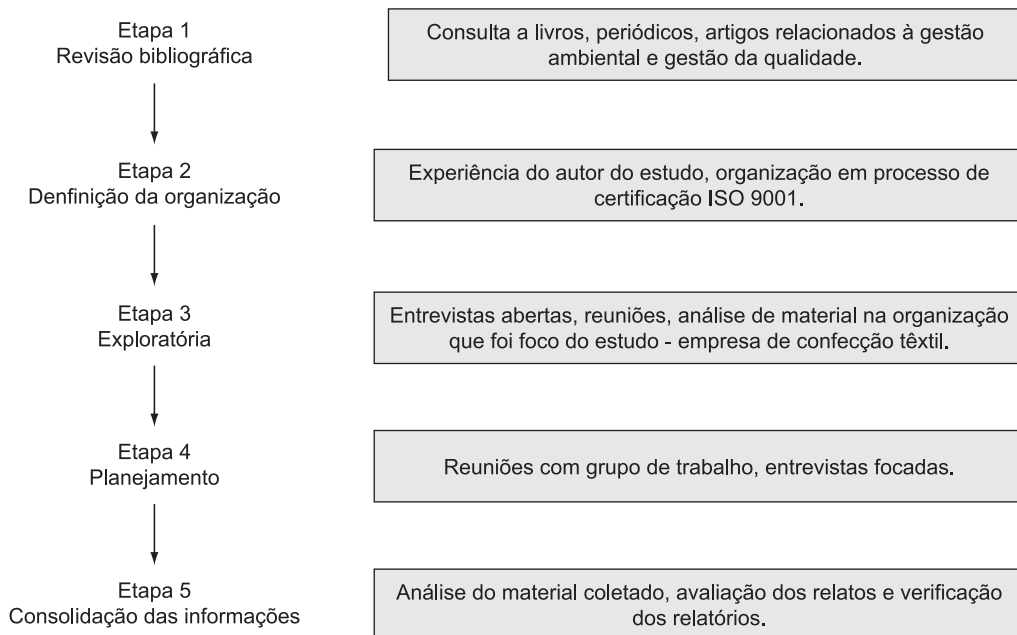 Etapa 1
Revisão bibliográfica
Consulta a livros, periódicos, artigos relacionados à gestão
ambiental e gestão da qualidade.
Etapa 2
Denfinição da organização
Experiência do autor do estudo, organização em processo de
certificação ISO 9001.
Etapa 3
Exploratória
Entrevistas abertas, reuniões, análise de material na organização
que foi foco do estudo - empresa de confecção têxtil.
Etapa 4
Planejamento
Reuniões com grupo de trabalho, entrevistas focadas.
Etapa 5
Consolidação das informações
Análise do material coletado, avaliação dos relatos e verificação
dos relatórios.